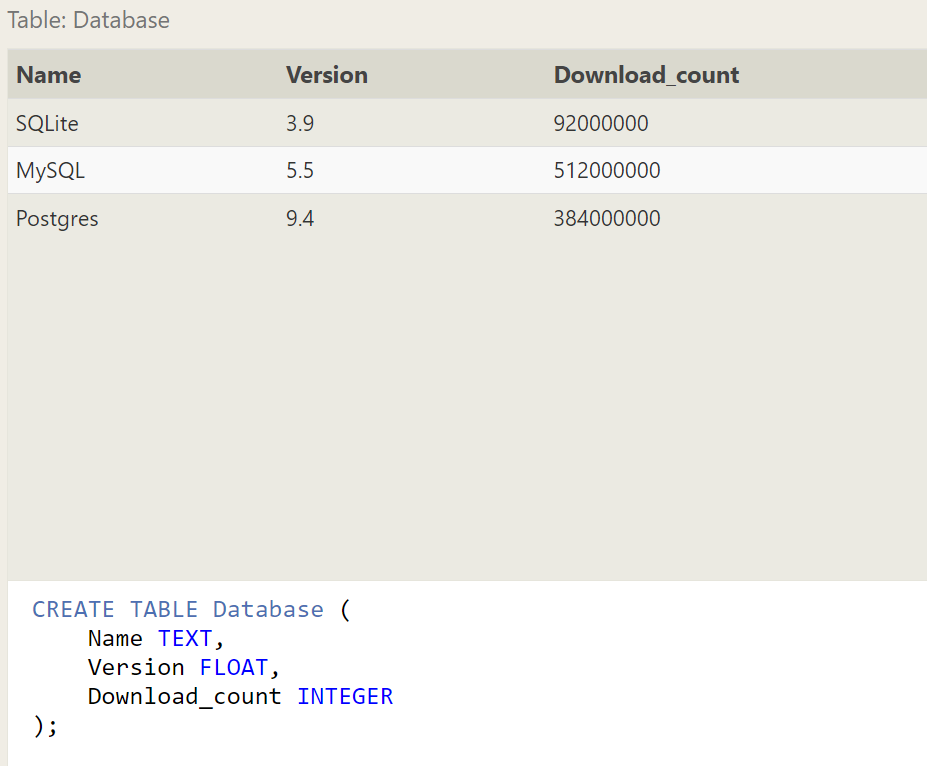 Table: Database
Name Version Download_count
SQLite 3.9 92000000
MySQL 5.5 512000000
Postgres 9.4 384000000
CREATE TABLE Database (
    Name TEXT,
    Version FLOAT,
    Download_count INTEGER
);